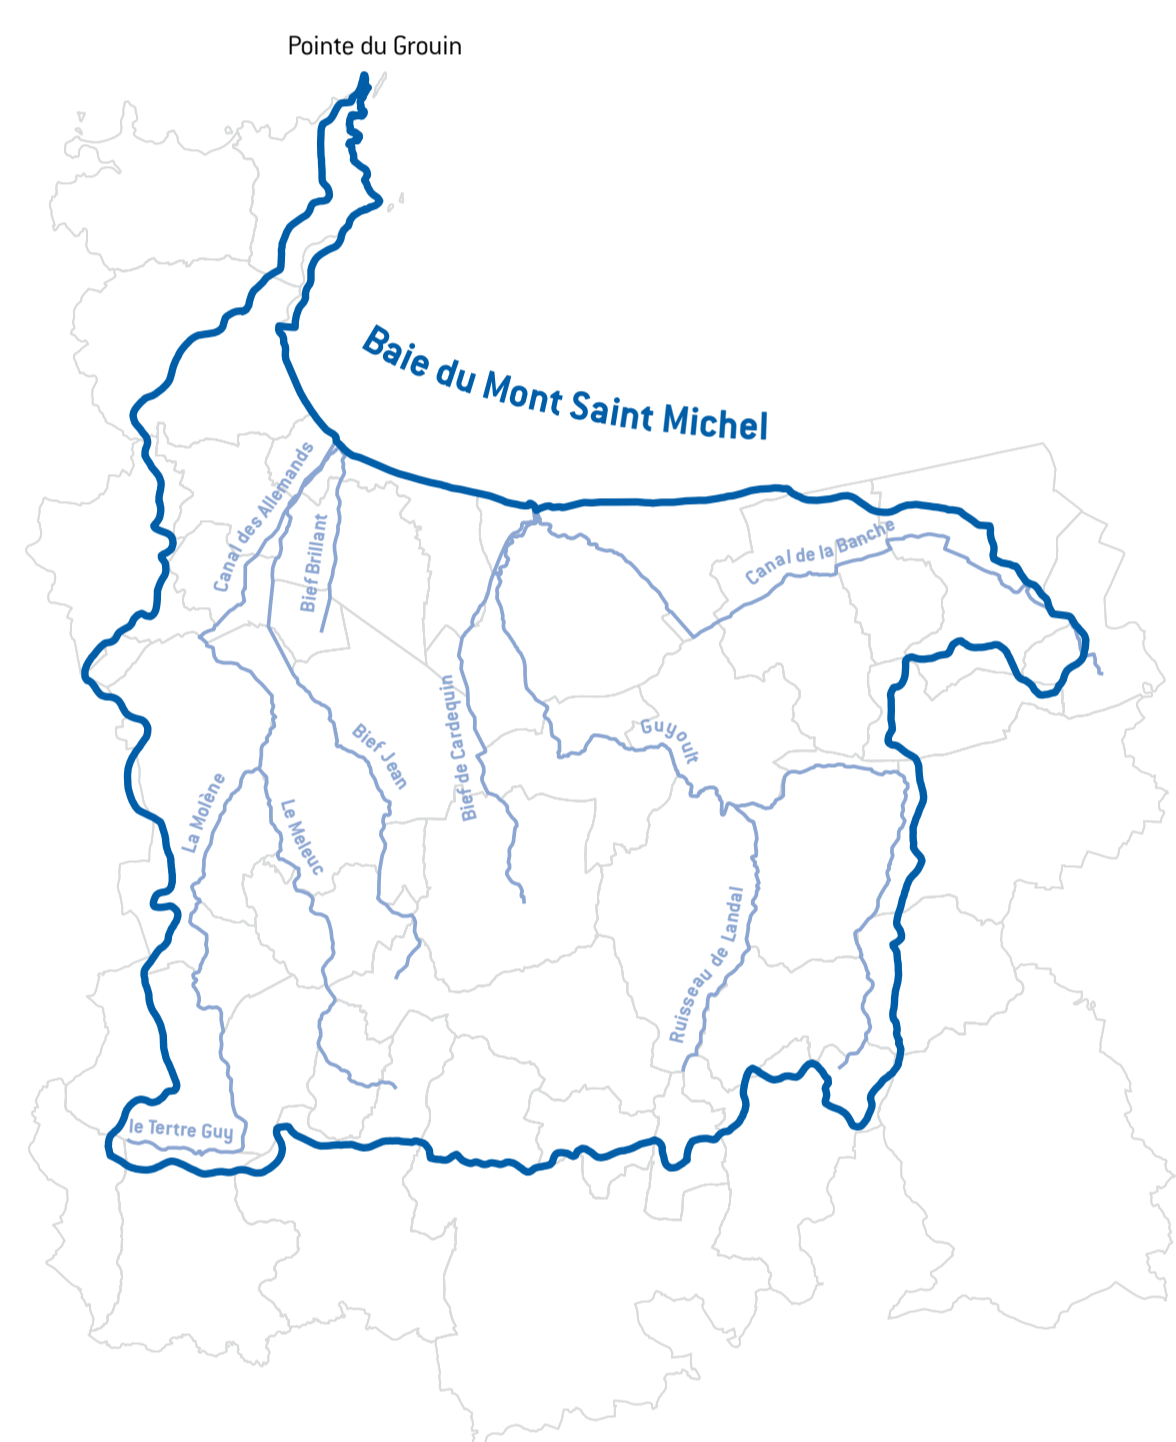 Pointe du Grouin
Baie du Mont Saint Michel
Canal des Allemands
Bief Brillant
Canal de la Banche
Bief de Cardequin
Guyoult
Bief Jean
La Molène
Le Meleuc
Ruisseau de Landal
le Tertre Guy